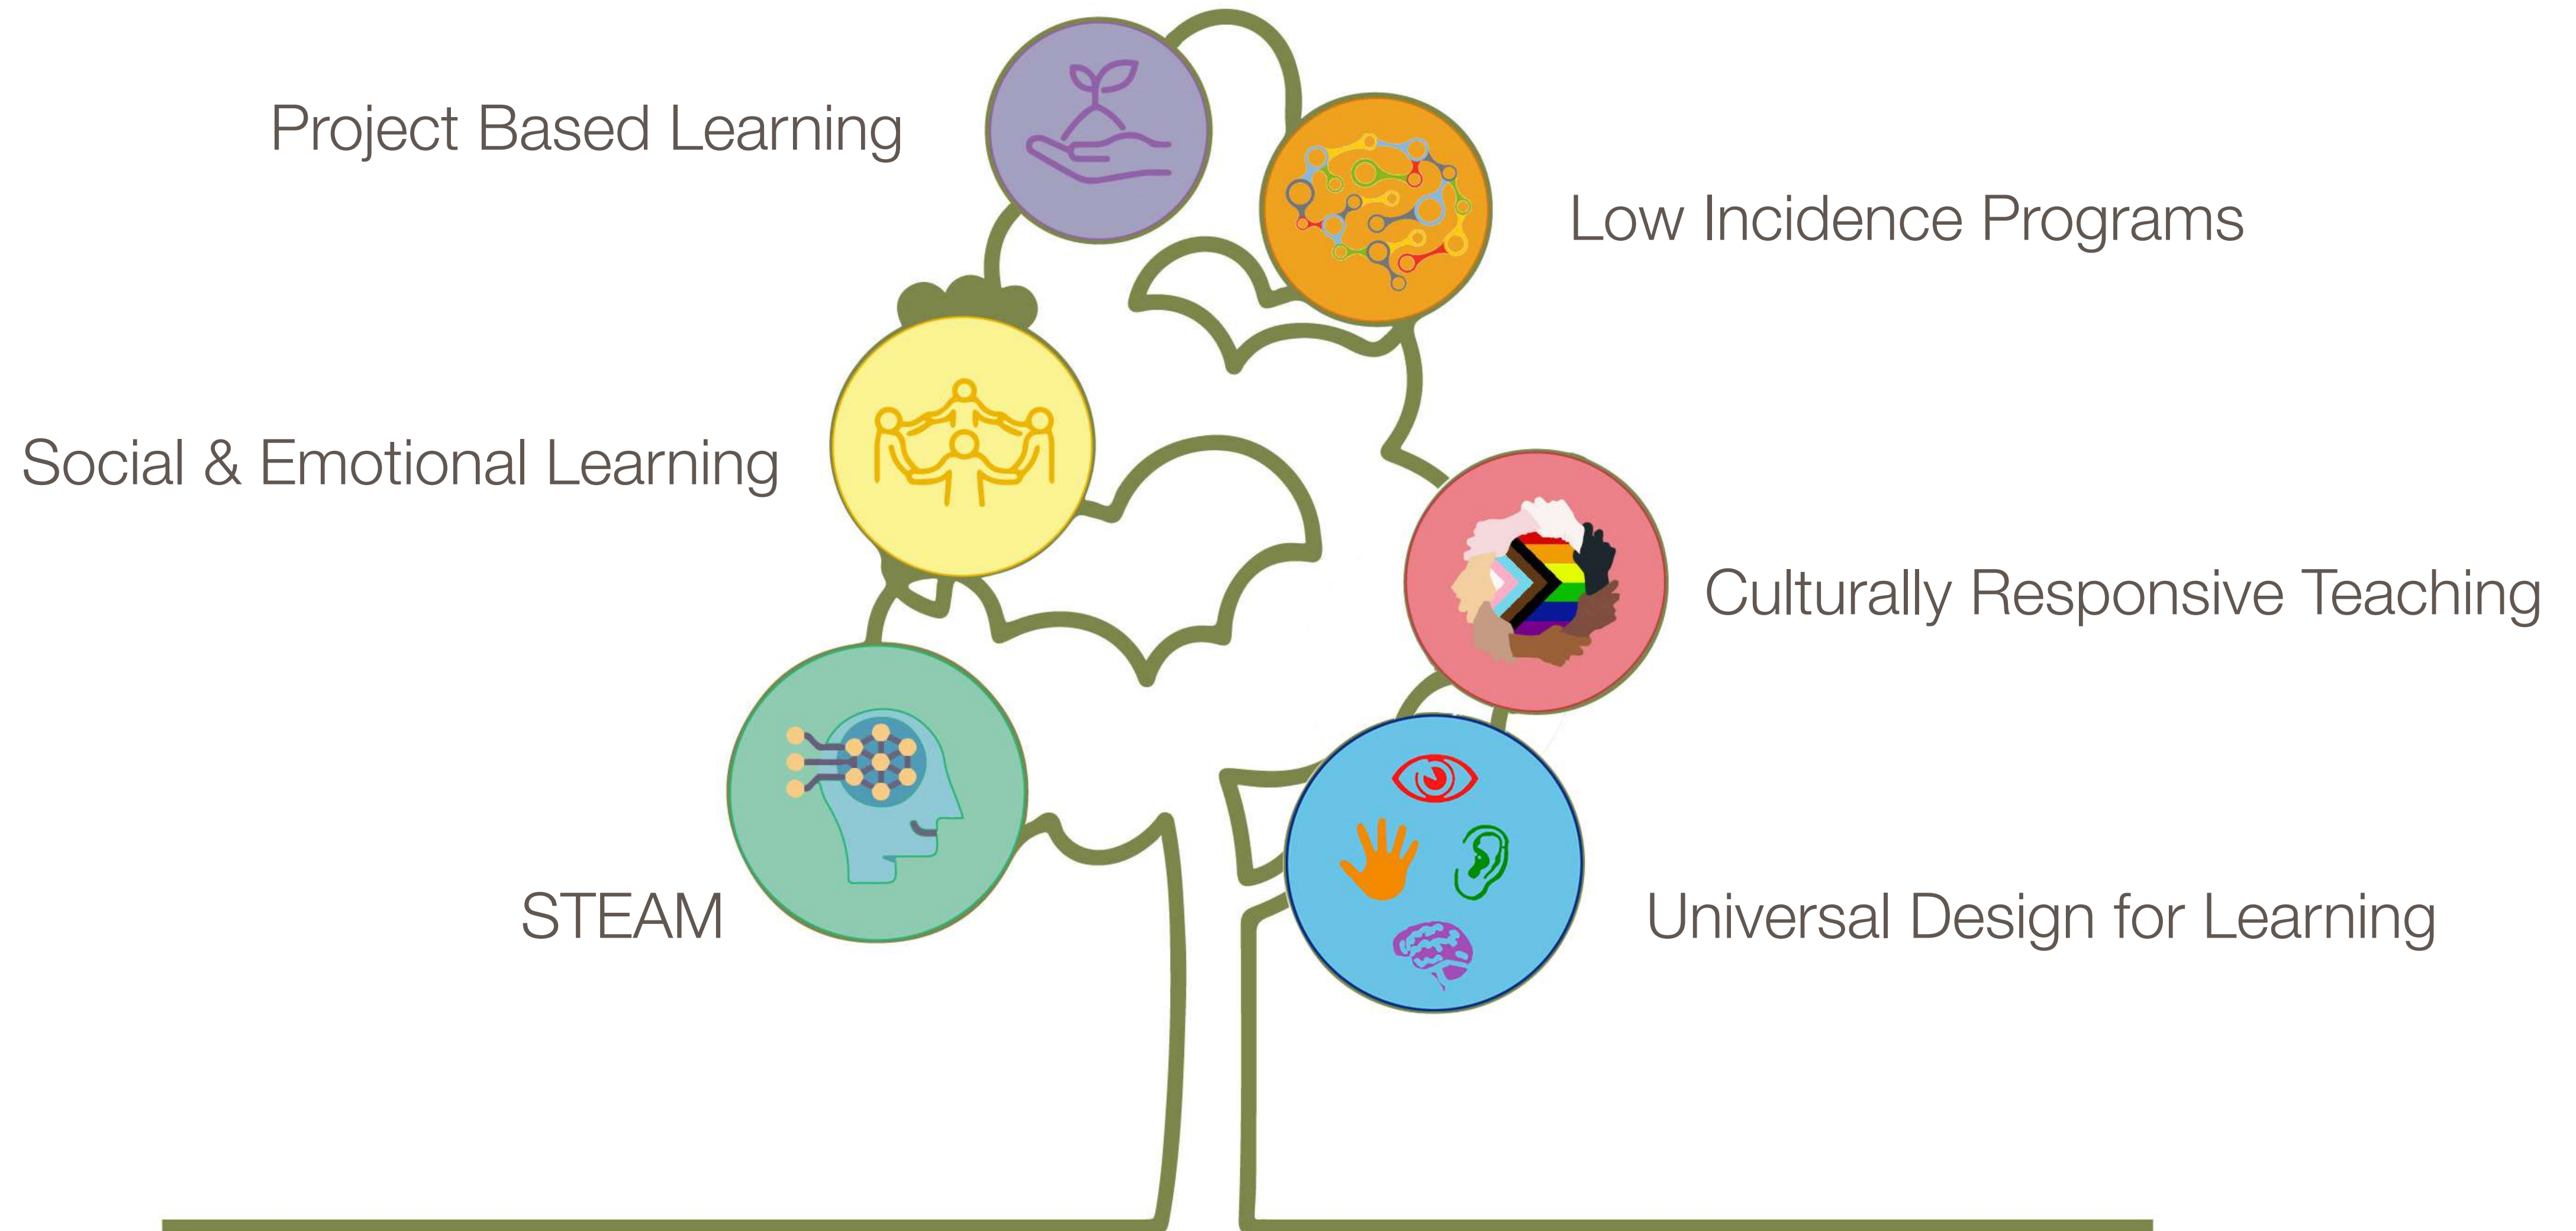 Project Based Learning
Low Incidence Programs
Social & Emotional Learning
Culturally Responsive Teaching
STEAM
Universal Design for Learning